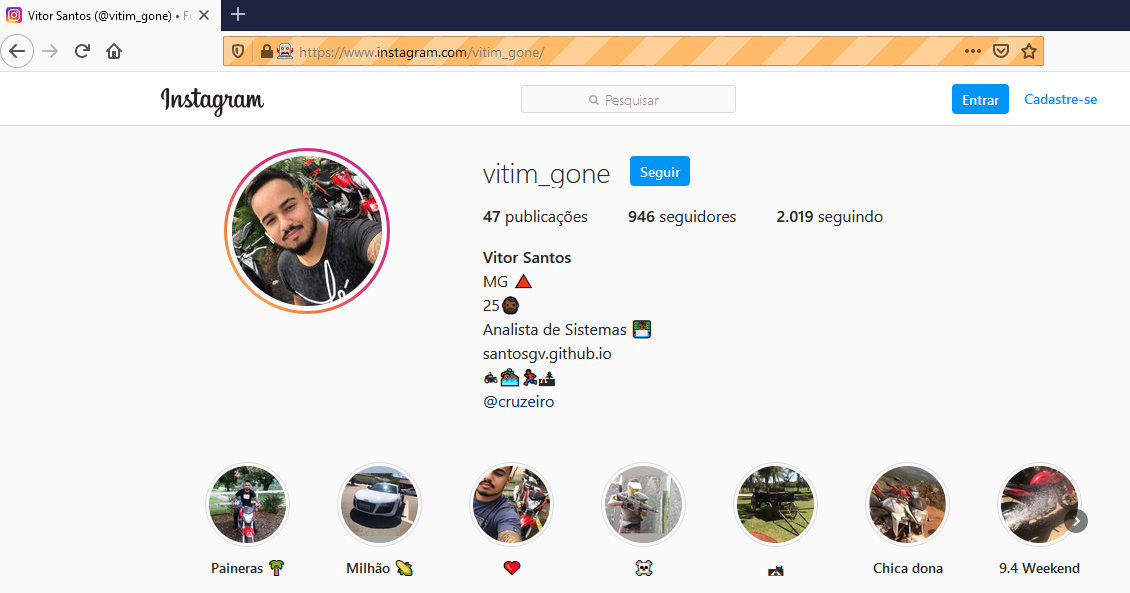 Vitor Santos (@vitim_gone) • Fo
https://www.instagram.com/vitim_gone/
Instagram
Pesquisar
Entrar
Cadastre-se
vitim_gone
Seguir
47 publicações 946 seguidores 2.019 seguindo
Vitor Santos
MG 🔺
25
Analista de Sistemas
santosgv.github.io
@cruzeiro
Paineras 🌴
Milhão 🌽
Chica dona
9.4 Weekend